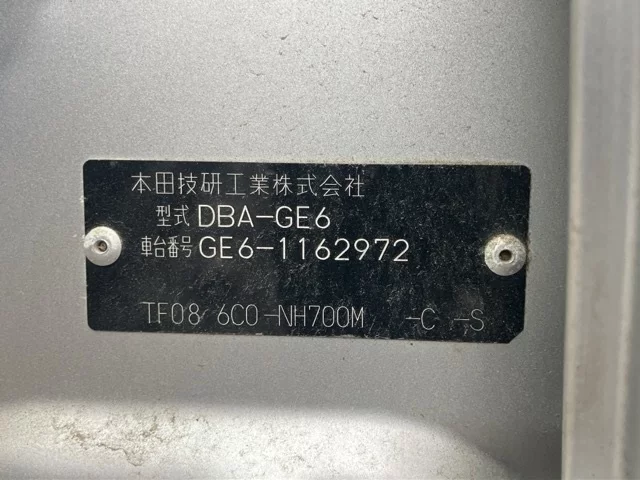 本田技研工業株式会社
型式 DBA-GE6
車台番号 GE6-1162972
TF08 6C0-NH700M -C -S